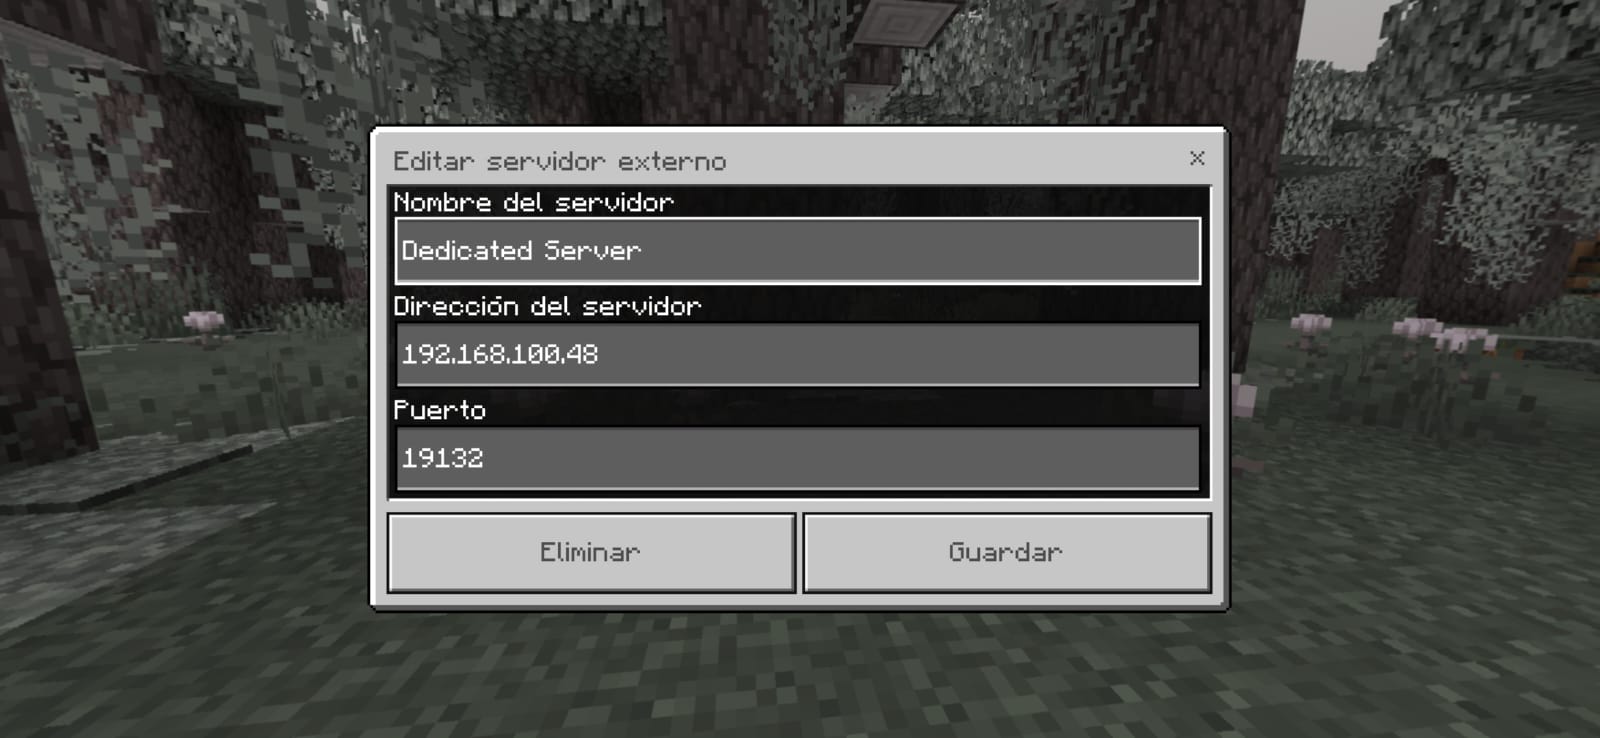 Editar servidor externo
Nombre del servidor
Dedicated Server
Dirección del servidor
192.168.100.48
Puerto
19132
Eliminar
Guardar